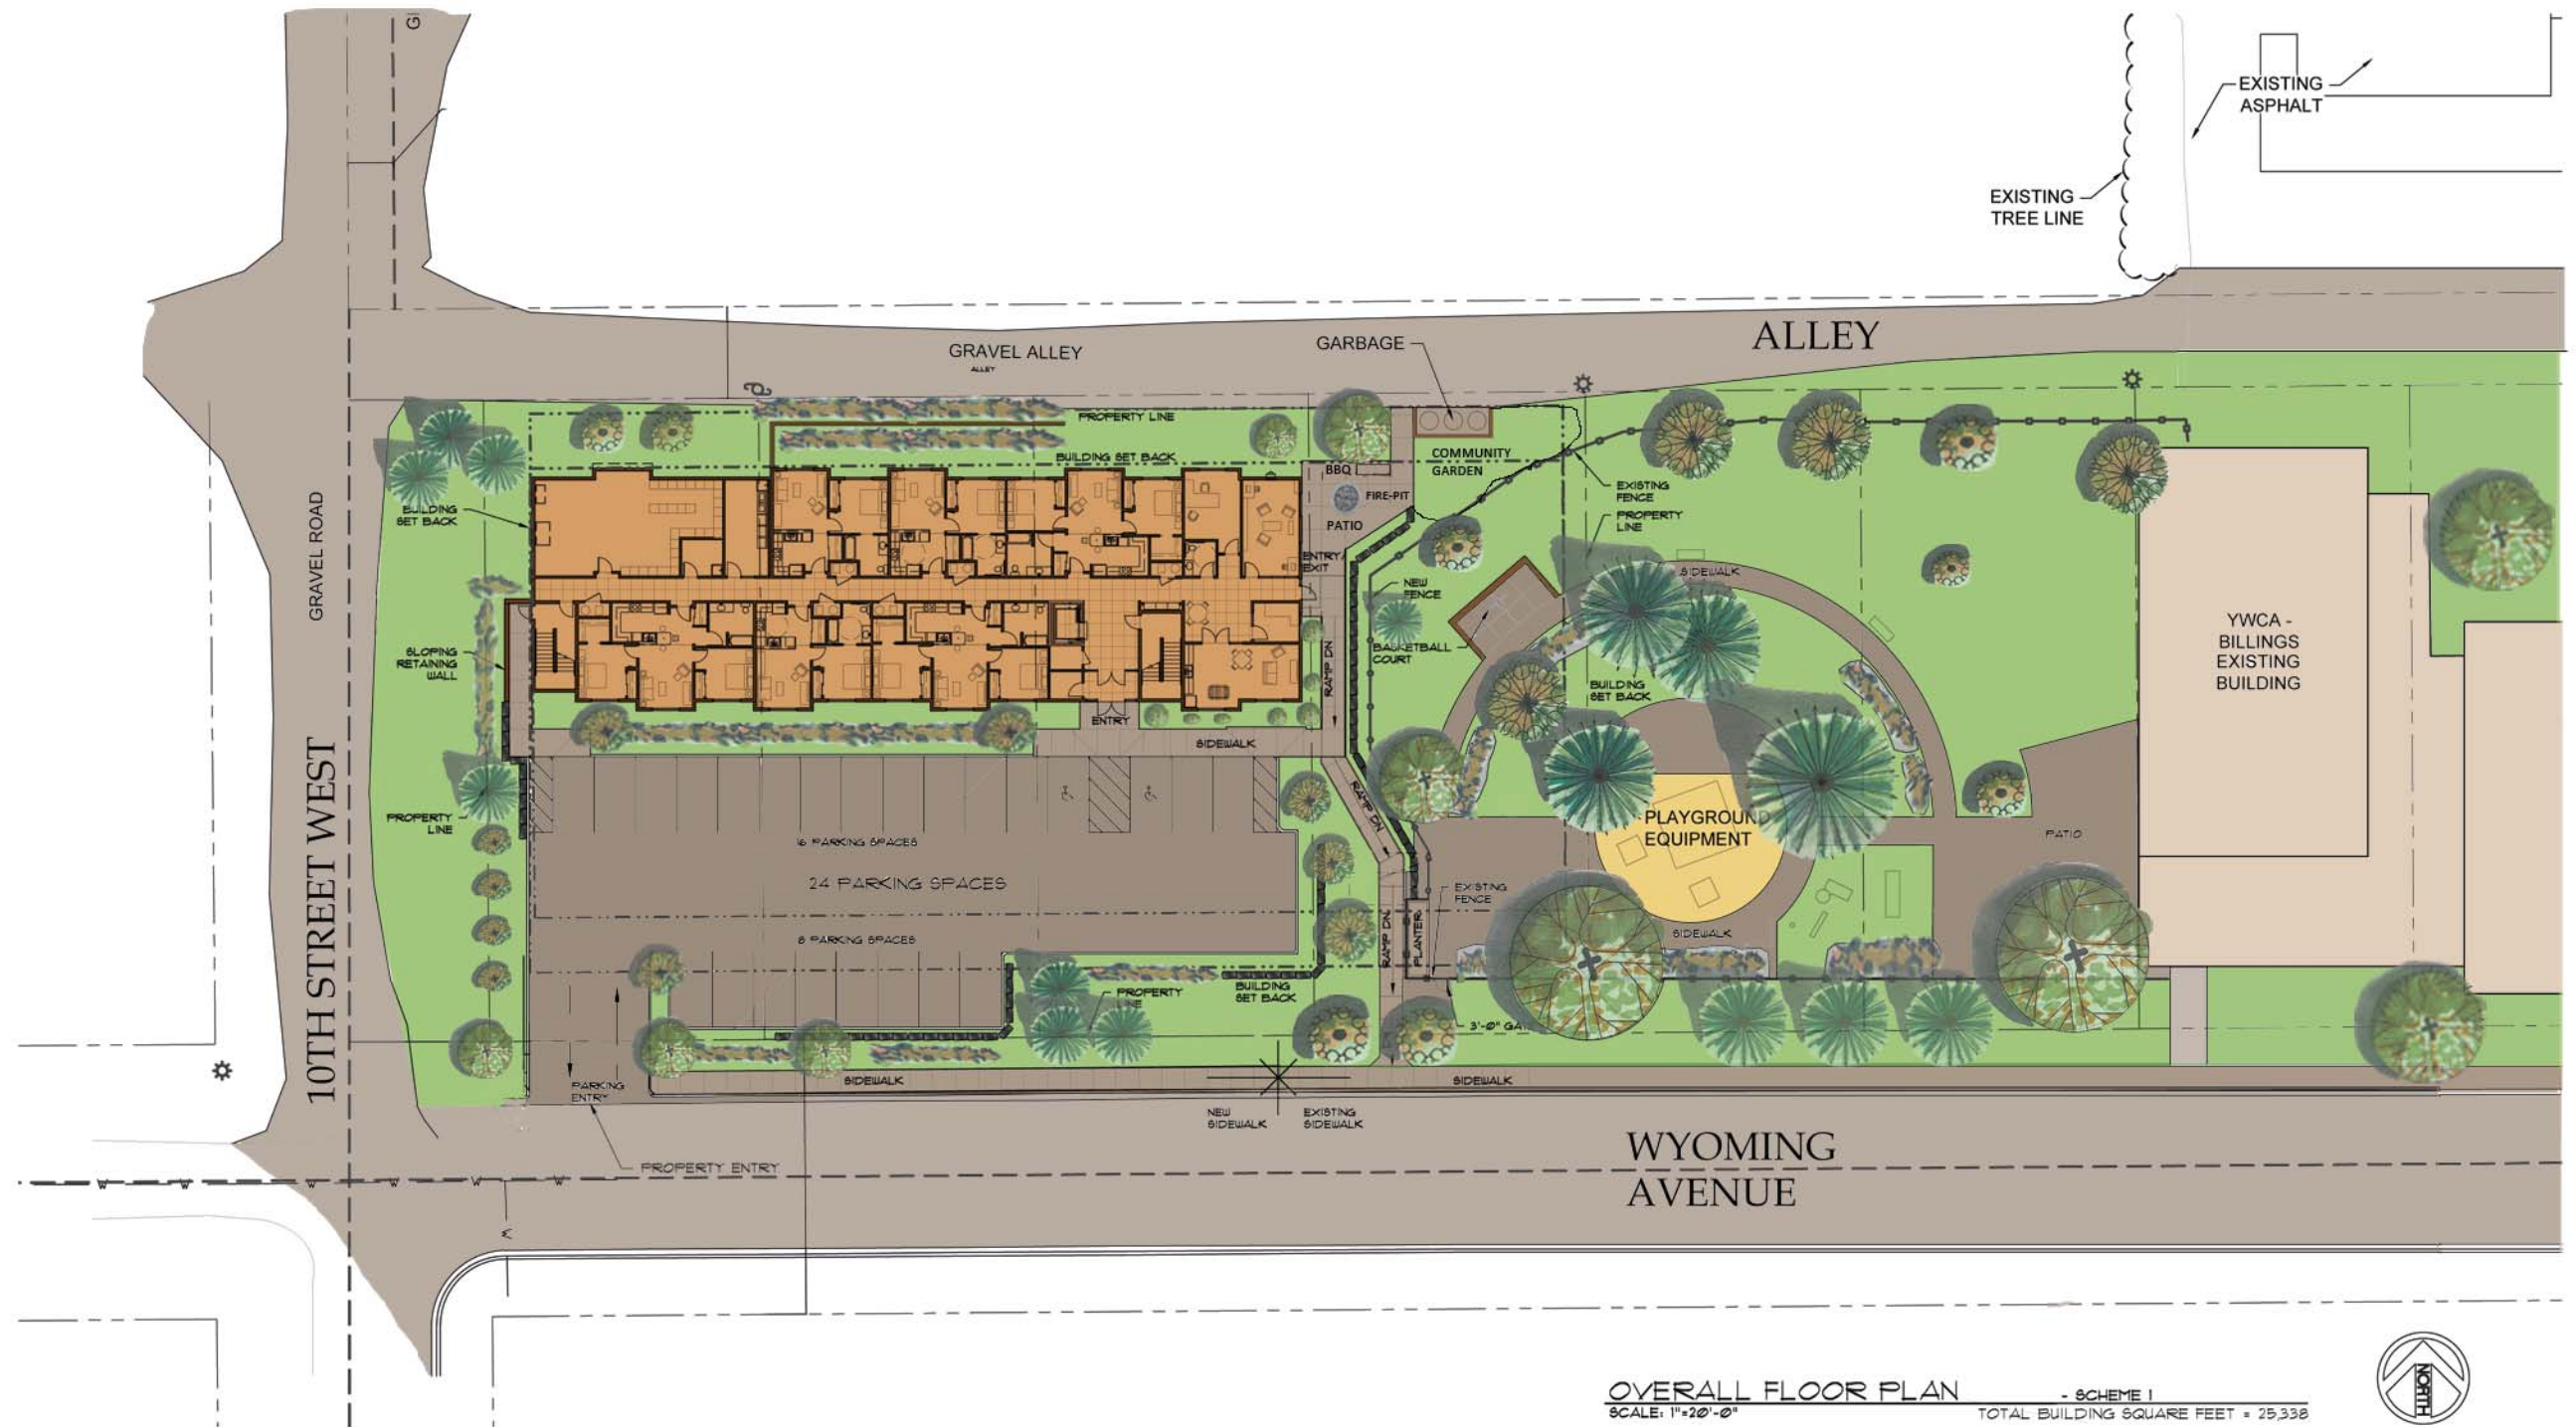 EXISTING
ASPHALT
EXISTING
TREE LINE
ALLEY
GARBAGE
GRAVEL ALLEY
ALLEY
PROPERTY LINE
BUILDING SET BACK
COMMUNITY
GARDEN
BBQ
FIRE-PIT
PATIO
EXISTING
FENCE
PROPERTY
LINE
BUILDING
SET BACK
GRAVEL ROAD
ENTRY/
EXIT
NEW
FENCE
SIDEWALK
BASKETBALL
COURT
YWCA -
BILLINGS
EXISTING
BUILDING
SLOPING
RETAINING
WALL
RAMP DN
BUILDING
SET BACK
ENTRY
SIDEWALK
10TH STREET WEST
PROPERTY
LINE
RAMP DN
PLAYGROUND
EQUIPMENT
PATIO
16 PARKING SPACES
24 PARKING SPACES
EXISTING
FENCE
8 PARKING SPACES
RAMP DN
PLANTER
SIDEWALK
PROPERTY
BUILDING
SET BACK
3'-0"
PARKING
ENTRY
SIDEWALK
SIDEWALK
NEW
SIDEWALK
EXISTING
SIDEWALK
PROPERTY ENTRY
WYOMING
AVENUE
W W W W W W
W
OVERALL FLOOR PLAN - SCHEME 1
SCALE: 1"=20'-0" TOTAL BUILDING SQUARE FEET = 25,338
NORTH